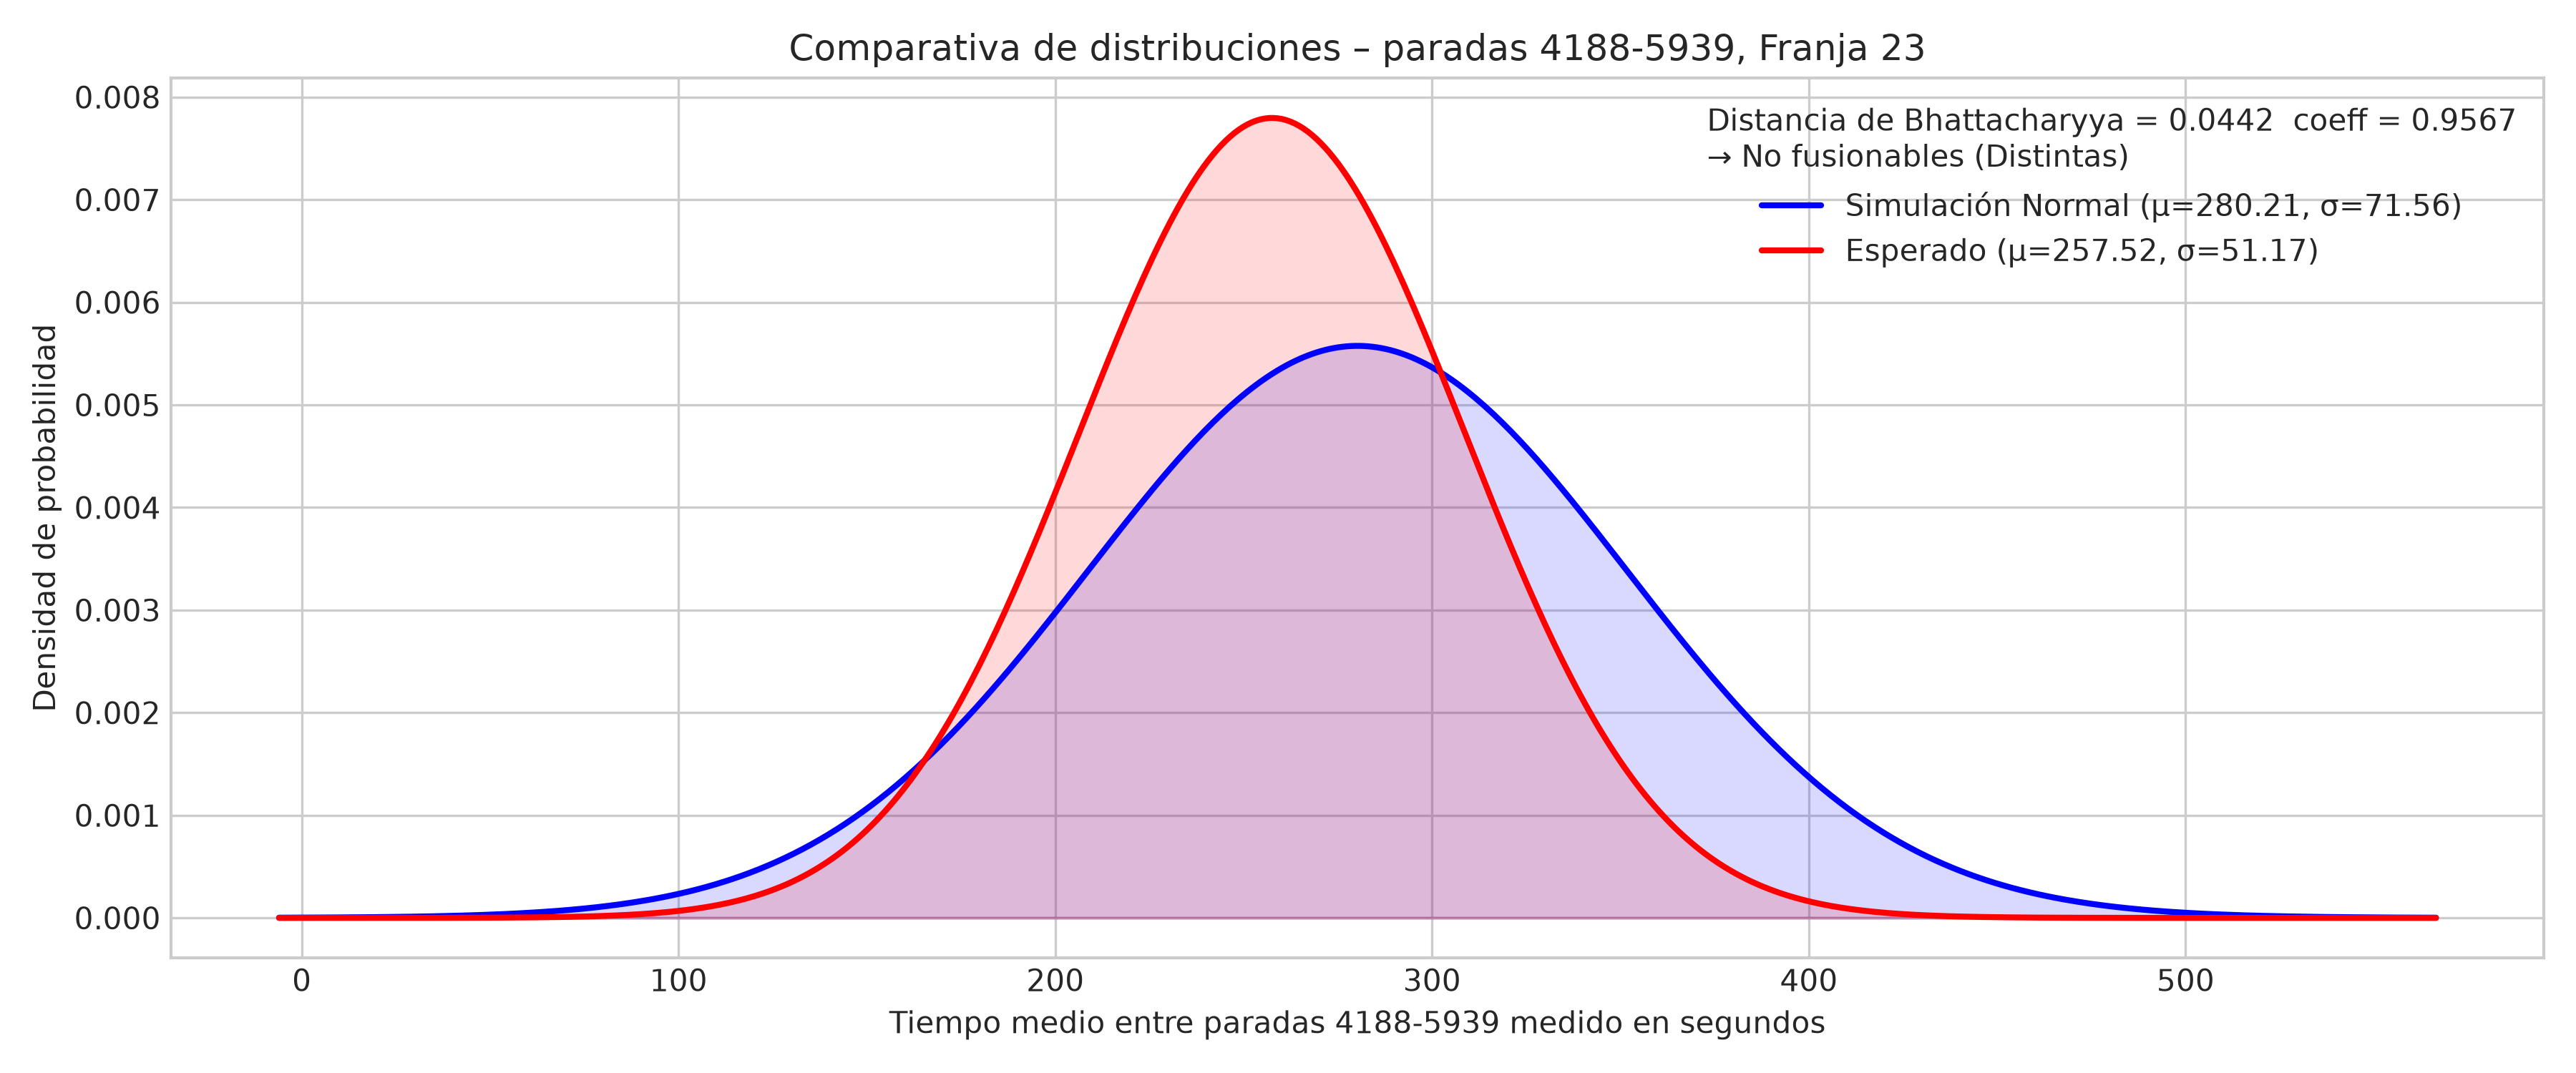 Comparativa de distribuciones – paradas 4188-5939, Franja 23
Densidad de probabilidad
0.008
0.007
0.006
0.005
0.004
0.003
0.002
0.001
0.000
Distancia de Bhattacharyya = 0.0442  coeff = 0.9567
→ No fusionables (Distintas)
Simulación Normal (μ=280.21, σ=71.56)
Esperado (μ=257.52, σ=51.17)
0 100 200 300 400 500
Tiempo medio entre paradas 4188-5939 medido en segundos